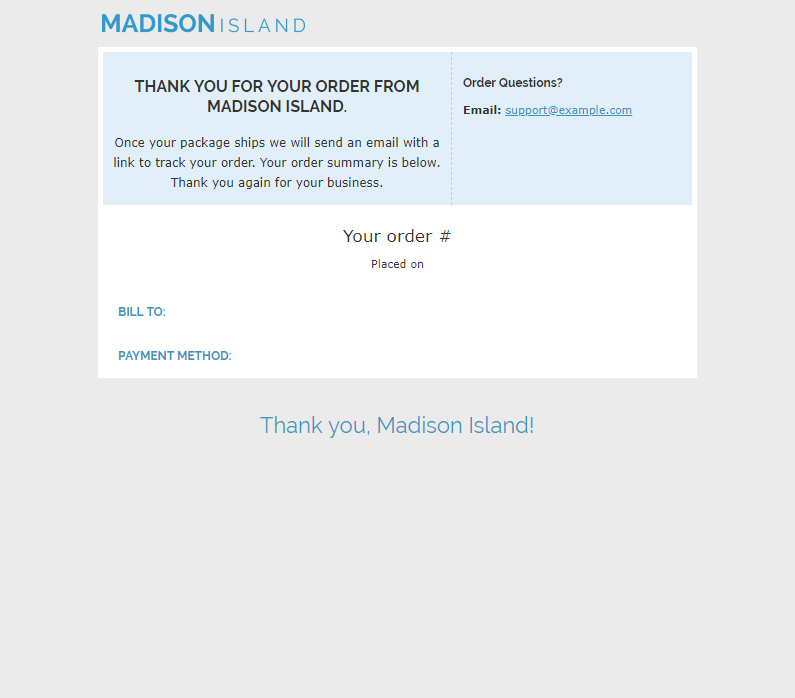 MADISON ISLAND
THANK YOU FOR YOUR ORDER FROM
MADISON ISLAND.
Once your package ships we will send an email with a
link to track your order. Your order summary is below.
Thank you again for your business.
Order Questions?
Email: support@example.com
Your order #
Placed on
BILL TO:
PAYMENT METHOD:
Thank you, Madison Island!